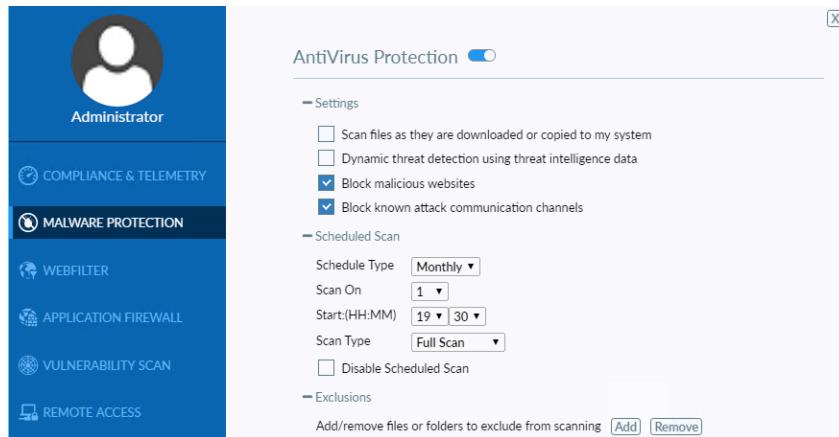 X
Administrator
COMPLIANCE & TELEMETRY
MALWARE PROTECTION
WEBFILTER
APPLICATION FIREWALL
VULNERABILITY SCAN
REMOTE ACCESS
AntiVirus Protection
Settings
Scan files as they are downloaded or copied to my system
Dynamic threat detection using threat intelligence data
Block malicious websites
Block known attack communication channels
Scheduled Scan
Schedule Type Monthly
Scan On 1
Start:(HH:MM) 19 30
Scan Type Full Scan
Disable Scheduled Scan
Exclusions
Add/remove files or folders to exclude from scanning Add Remove